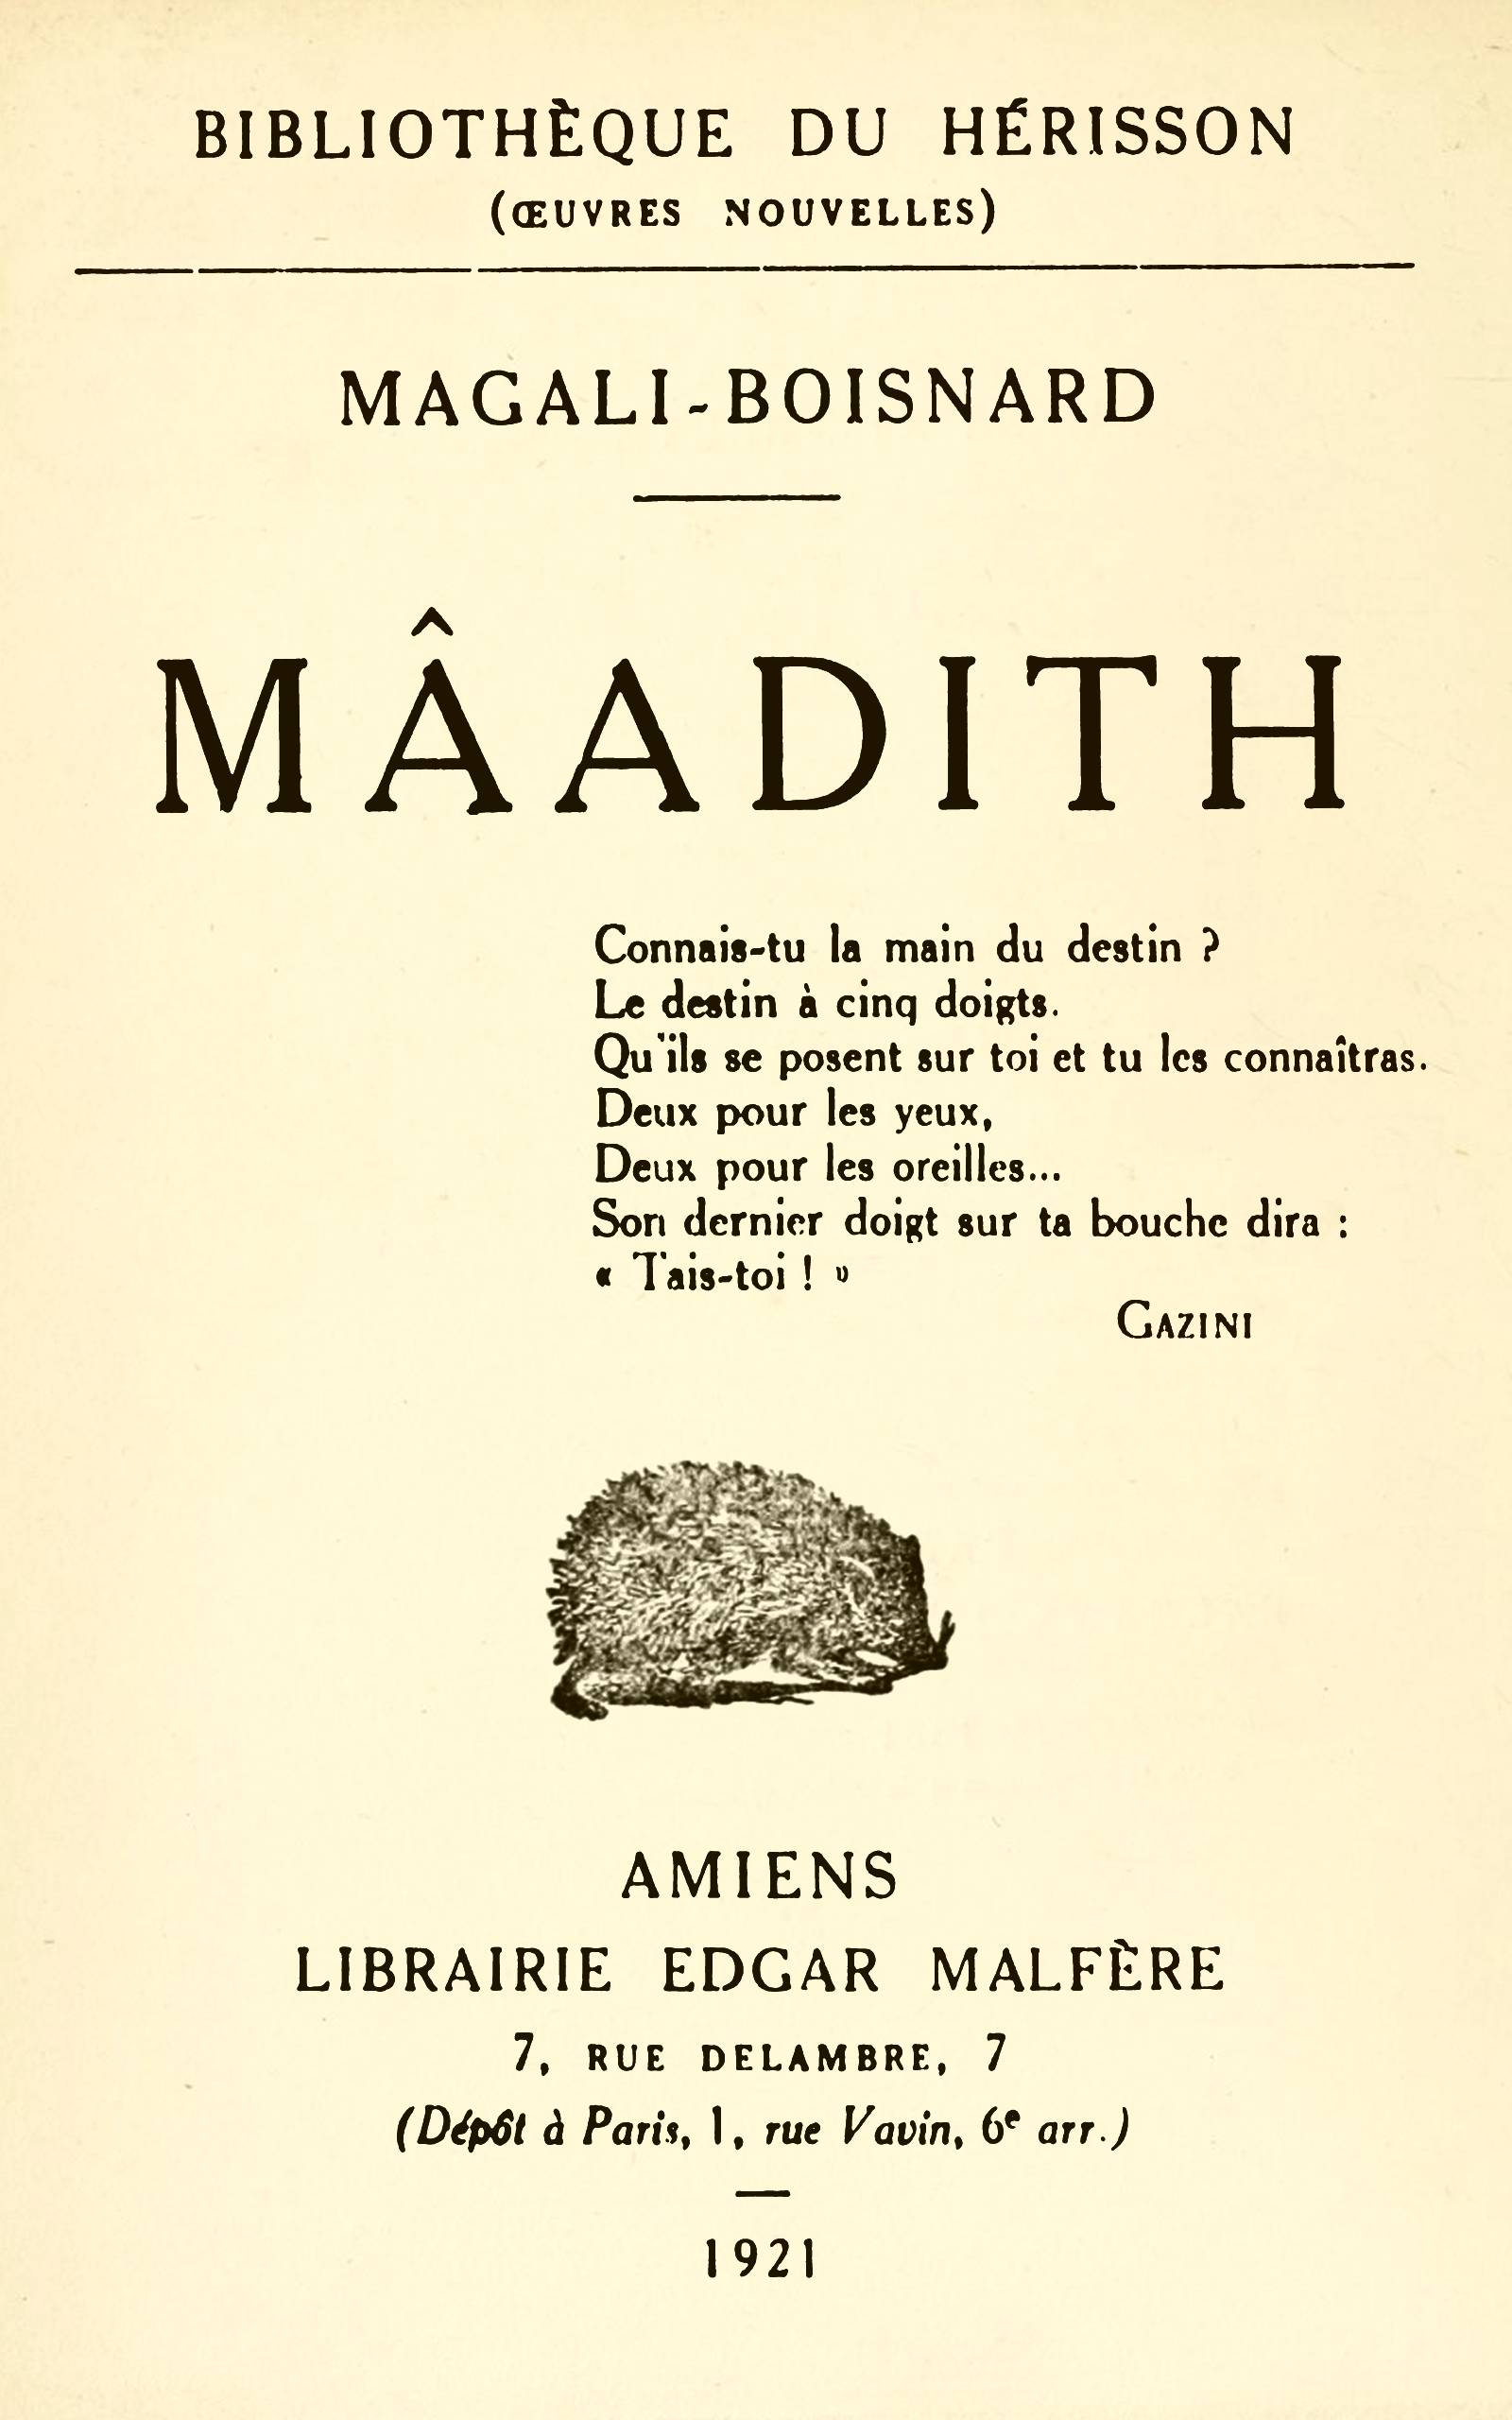 BIBLIOTHÈQUE DU HÉRISSON
(ŒUVRES NOUVELLES)
MAGALI-BOISNARD
MÂADITH
Connais-tu la main du destin ?
Le destin à cinq doigts.
Qu'ils se posent sur toi et tu les connaîtras.
Deux pour les yeux,
Deux pour les oreilles...
Son dernier doigt sur ta bouche dira :
« Tais-toi ! »
GAZINI
AMIENS
LIBRAIRIE EDGAR MALFÈRE
7, RUE DELAMBRE, 7
(Dépôt à Paris, 1, rue Vavin, 6e arr.)
1921